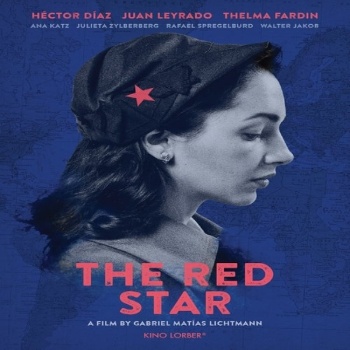 HÉCTOR DÍAZ JUAN LEYRADO THELMA FARDIN
ANA KATZ JULIETA ZYLBERBERG RAFAEL SPREGELBURD WALTER JAKOB
THE RED
STAR
A FILM BY GABRIEL MATÍAS LICHTMANN
KINO LORBER®